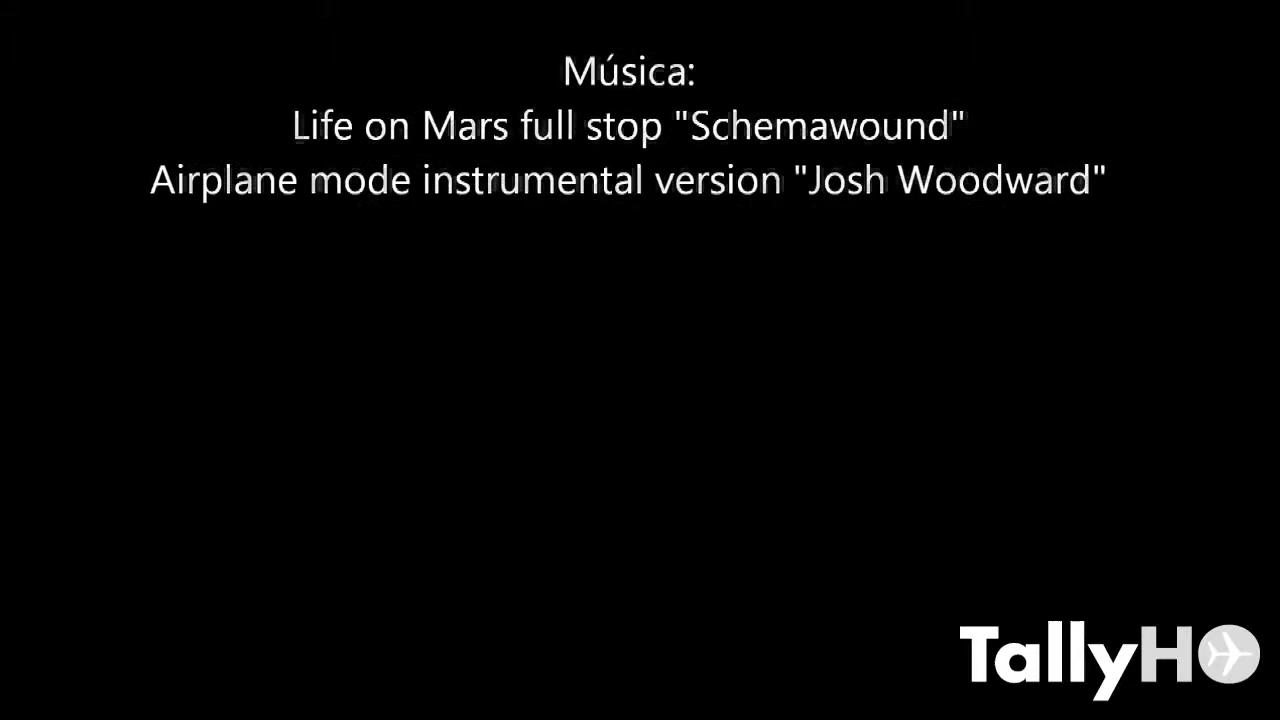 Música:
Life on Mars full stop "Schemawound"
Airplane mode instrumental version "Josh Woodward"
TallyHO